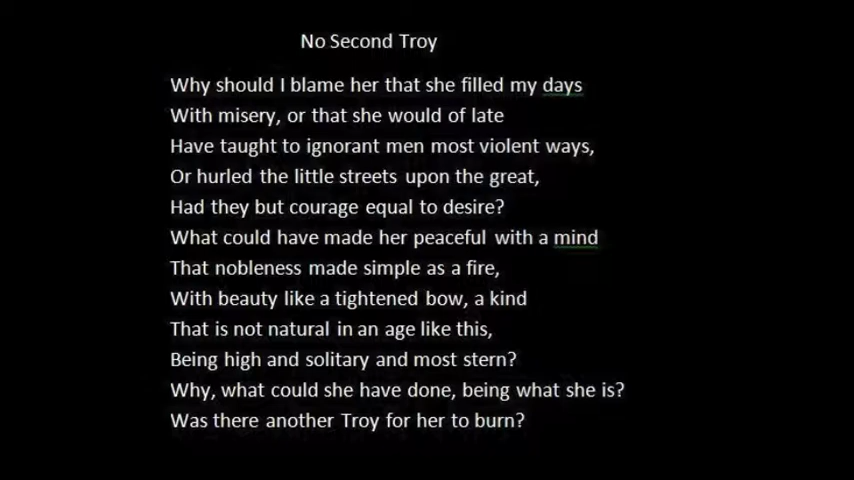 No Second Troy
Why should I blame her that she filled my days
With misery, or that she would of late
Have taught to ignorant men most violent ways,
Or hurled the little streets upon the great,
Had they but courage equal to desire?
What could have made her peaceful with a mind
That nobleness made simple as a fire,
With beauty like a tightened bow, a kind
That is not natural in an age like this,
Being high and solitary and most stern?
Why, what could she have done, being what she is?
Was there another Troy for her to burn?